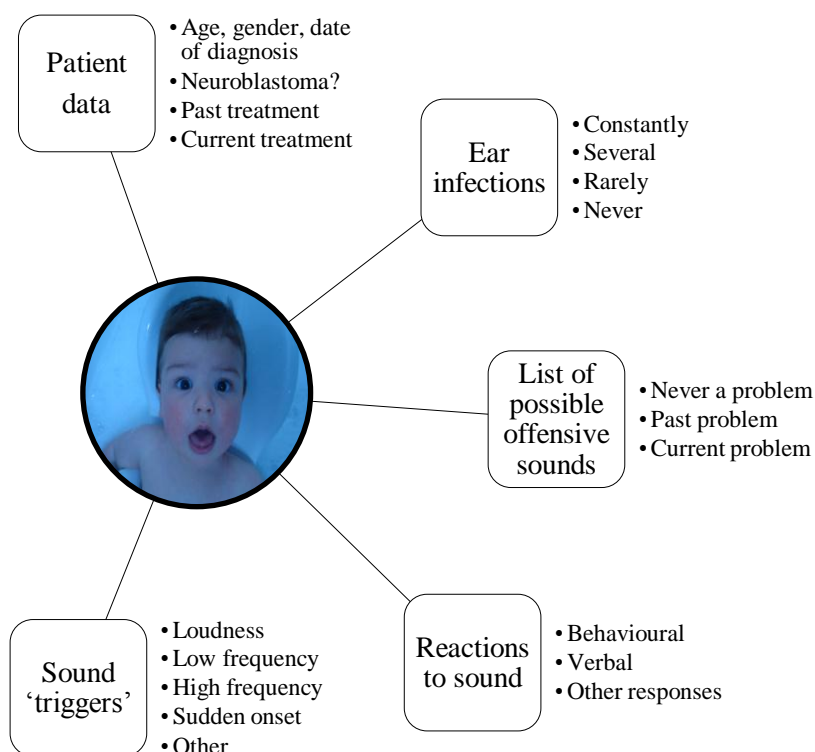 Patient
data
• Age, gender, date
of diagnosis
• Neuroblastoma?
• Past treatment
• Current treatment
Ear
infections
• Constantly
• Several
• Rarely
• Never
List of
possible
offensive
sounds
• Never a problem
• Past problem
• Current problem
Reactions
to sound
• Behavioural
• Verbal
• Other responses
Sound
‘triggers’
• Loudness
• Low frequency
• High frequency
• Sudden onset
• Other